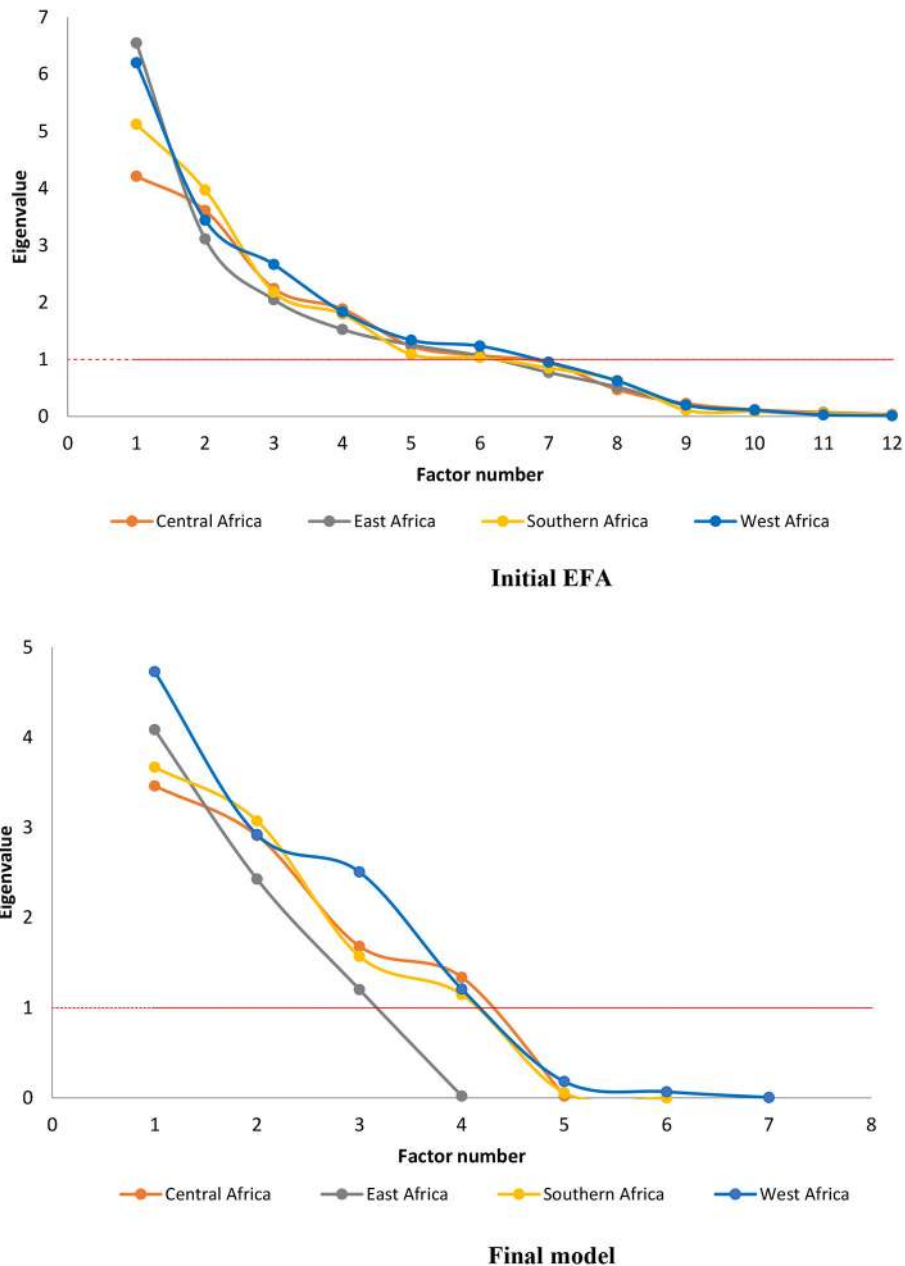 7
6
5
4
3
2
1
0
Eigenvalue
0 1 2 3 4 5 6 7 8 9 10 11 12
Factor number
Central Africa East Africa Southern Africa West Africa
Initial EFA
5
4
3
2
1
0
Eigenvalue
0 1 2 3 4 5 6 7 8
Factor number
Central Africa East Africa Southern Africa West Africa
Final model